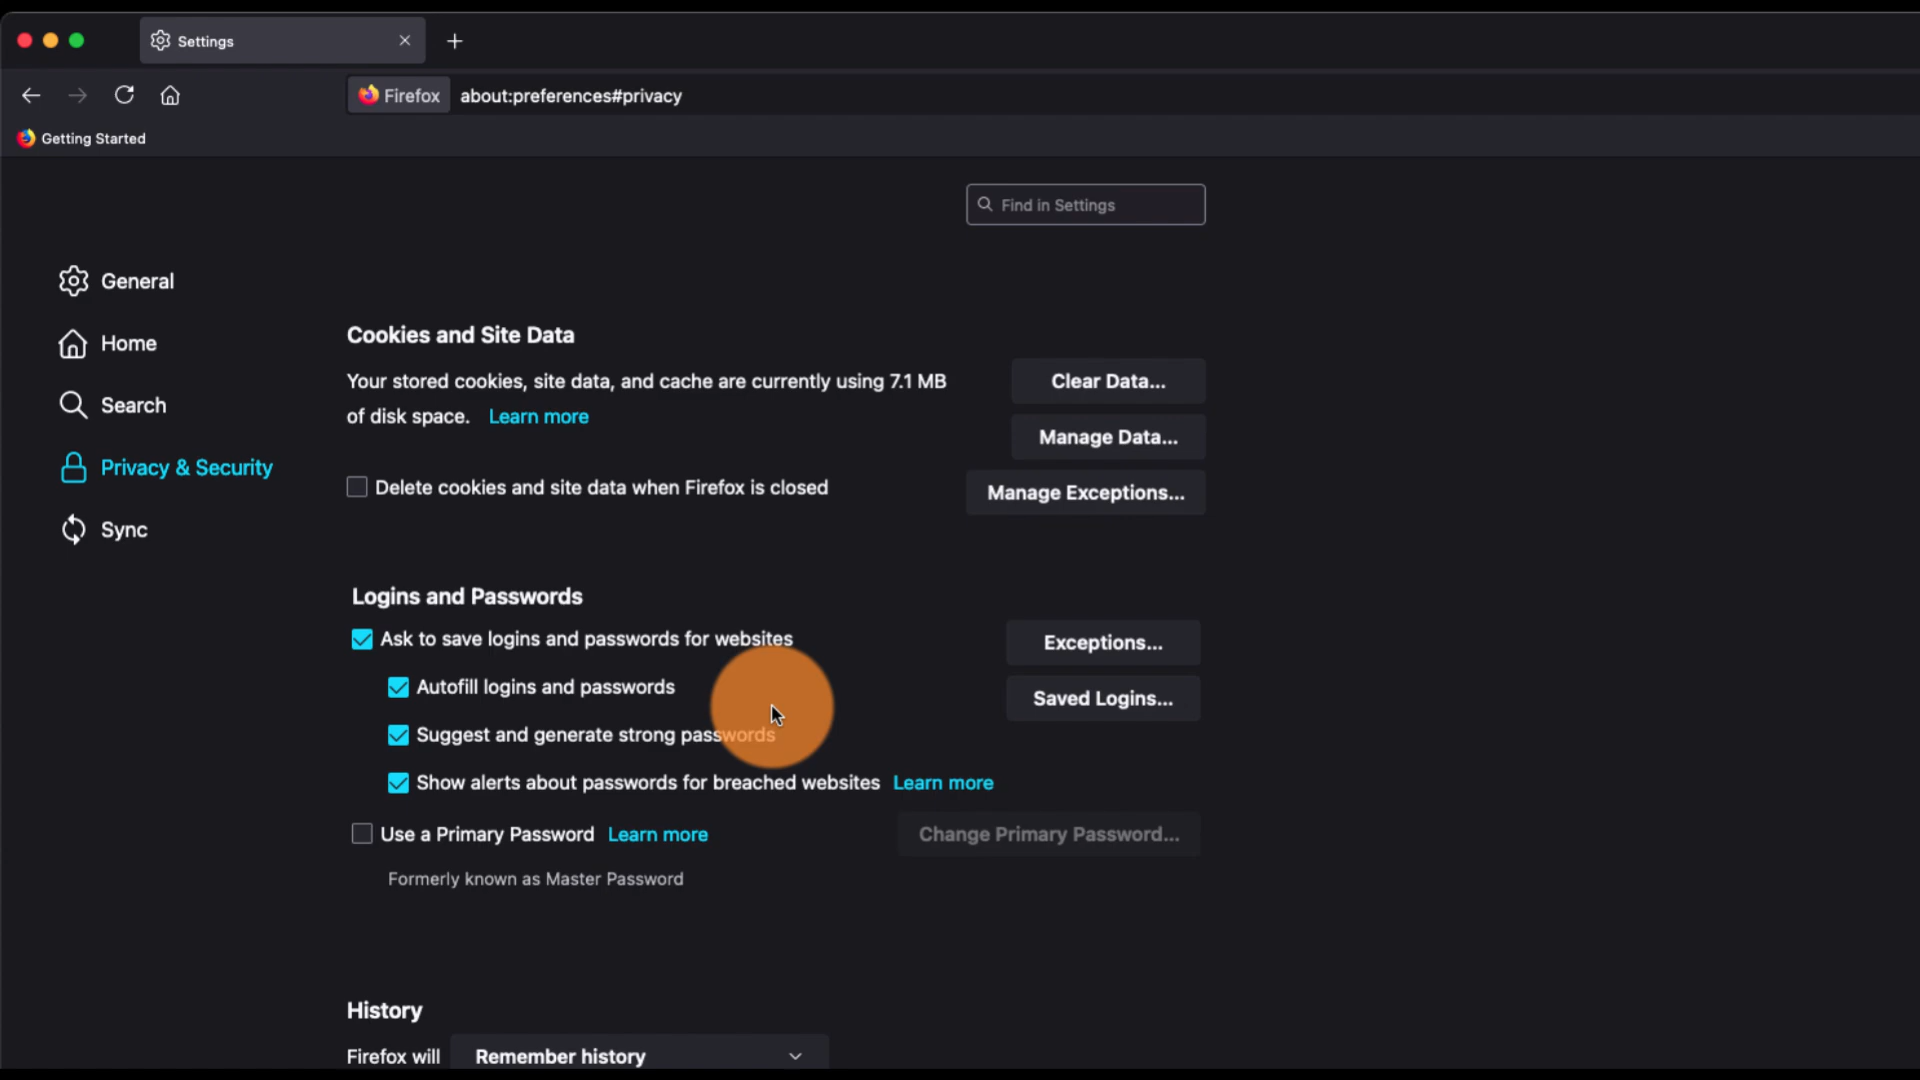 Settings
Firefox about:preferences#privacy
Getting Started
Find in Settings
General
Home
Search
Privacy & Security
Sync
Cookies and Site Data
Your stored cookies, site data, and cache are currently using 7.1 MB
of disk space. Learn more
Clear Data...
Manage Data...
Delete cookies and site data when Firefox is closed
Manage Exceptions...
Logins and Passwords
Ask to save logins and passwords for websites
Exceptions...
Autofill logins and passwords
Saved Logins...
Suggest and generate strong passwords
Show alerts about passwords for breached websites Learn more
Use a Primary Password Learn more
Change Primary Password...
Formerly known as Master Password
History
Firefox will Remember history